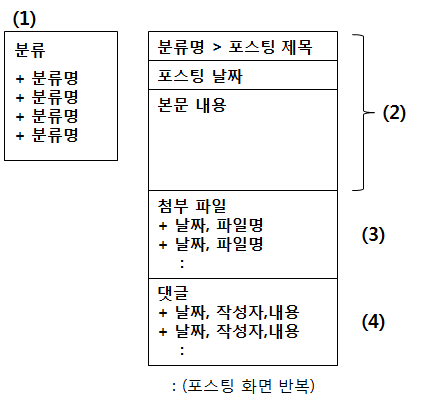 (1)
분류
+ 분류명
+ 분류명
+ 분류명
+ 분류명
분류명 > 포스팅 제목
포스팅 날짜
본문 내용
(2)
첨부 파일
+ 날짜, 파일명
+ 날짜, 파일명
:
(3)
댓글
+ 날짜, 작성자,내용
+ 날짜, 작성자,내용
:
(4)
: (포스팅 화면 반복)